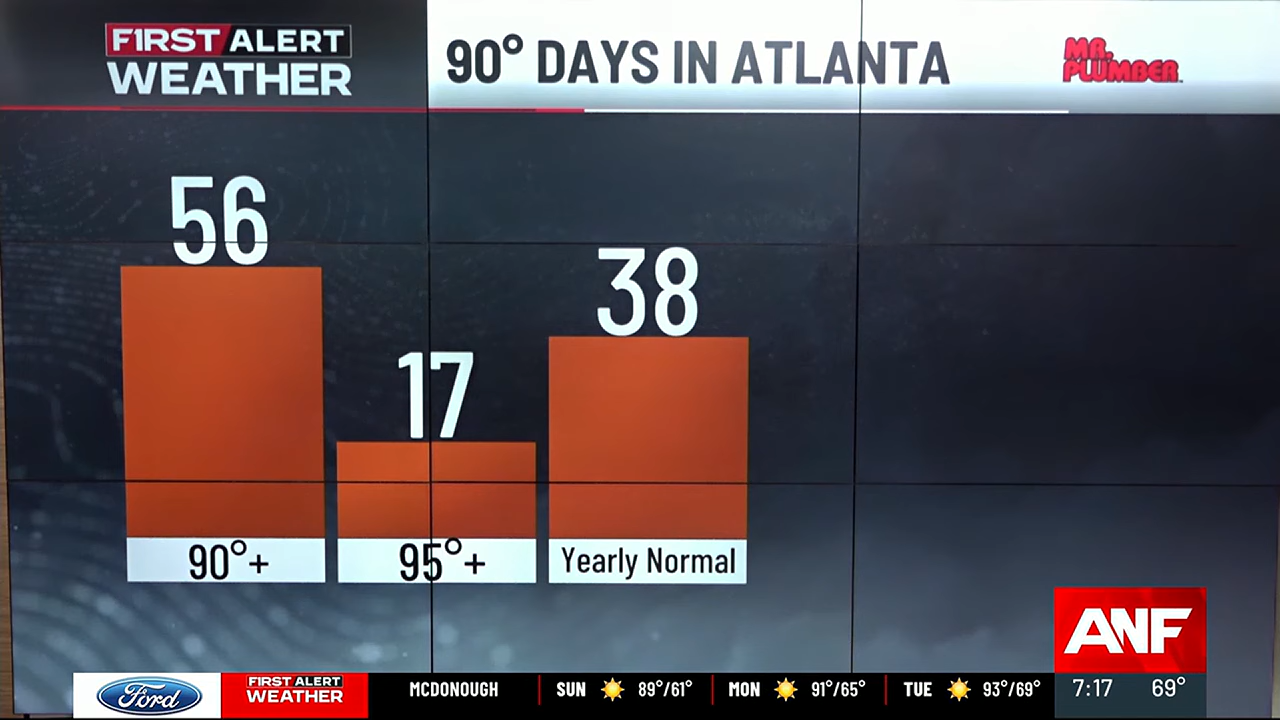 FIRST ALERT
WEATHER
90° DAYS IN ATLANTA
MR.
PLUMBER
56
17
38
90°+
95°+
Yearly Normal
ANF
7:17 69°
Ford
FIRST ALERT
WEATHER
MCDONOUGH SUN 89°/61° MON 91°/65° TUE 93°/69°